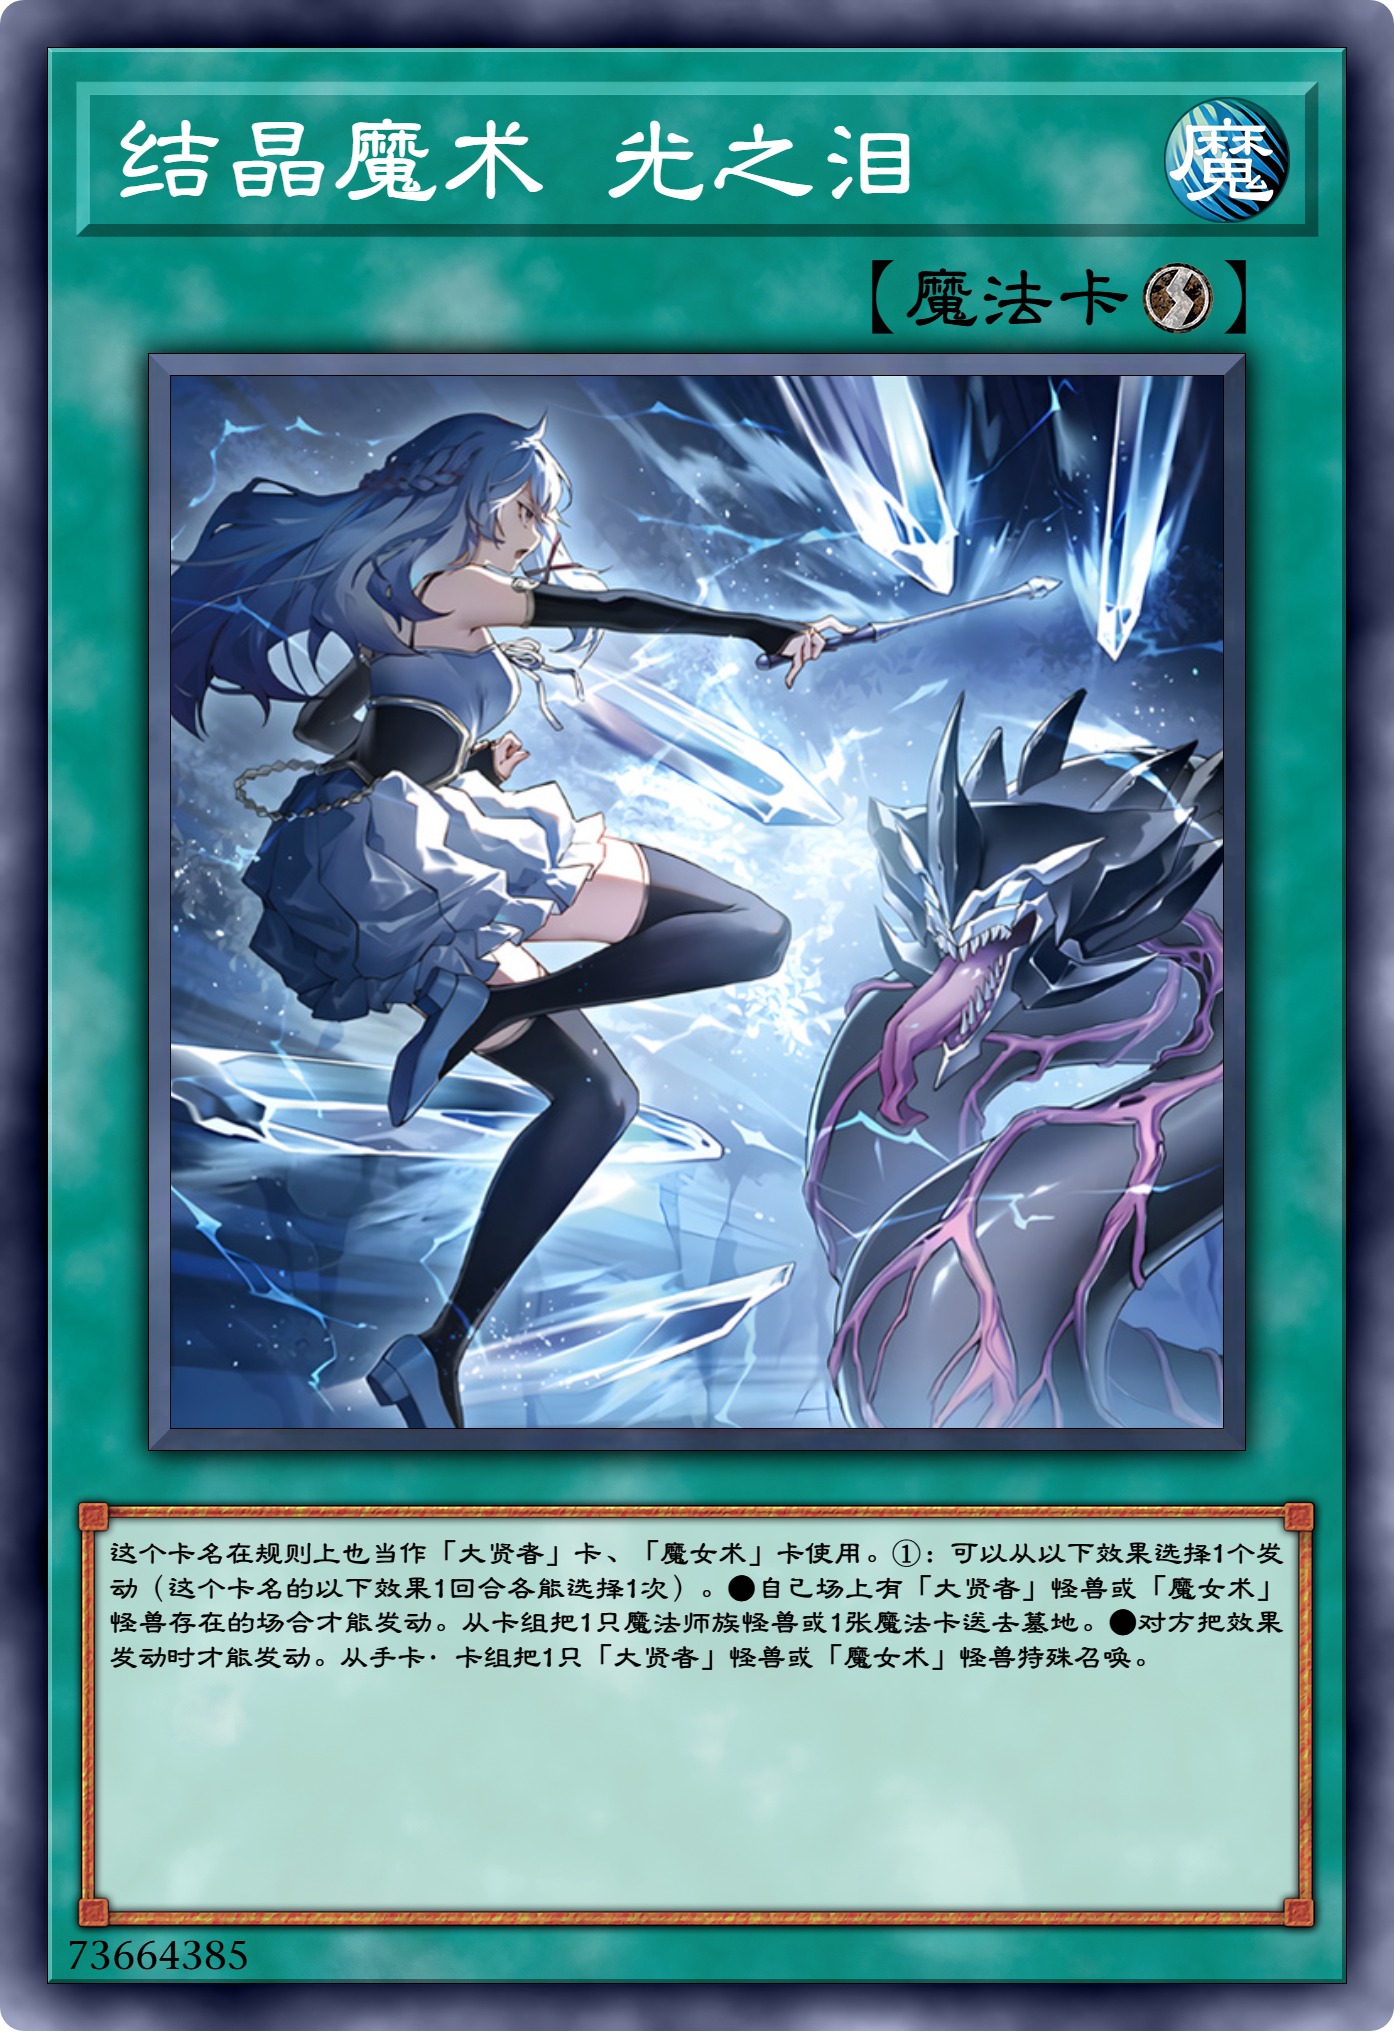 结晶魔术 光之泪
魔
【魔法卡】
这个卡名在规则上也当作「大贤者」卡、「魔女术」卡使用。①：可以从以下效果选择1个发
动（这个卡名的以下效果1回合各能选择1次）。●自己场上有「大贤者」怪兽或「魔女术」
怪兽存在的场合才能发动。从卡组把1只魔法师族怪兽或1张魔法卡送去墓地。●对方把效果
发动时才能发动。从手卡·卡组把1只「大贤者」怪兽或「魔女术」怪兽特殊召唤。
73664385